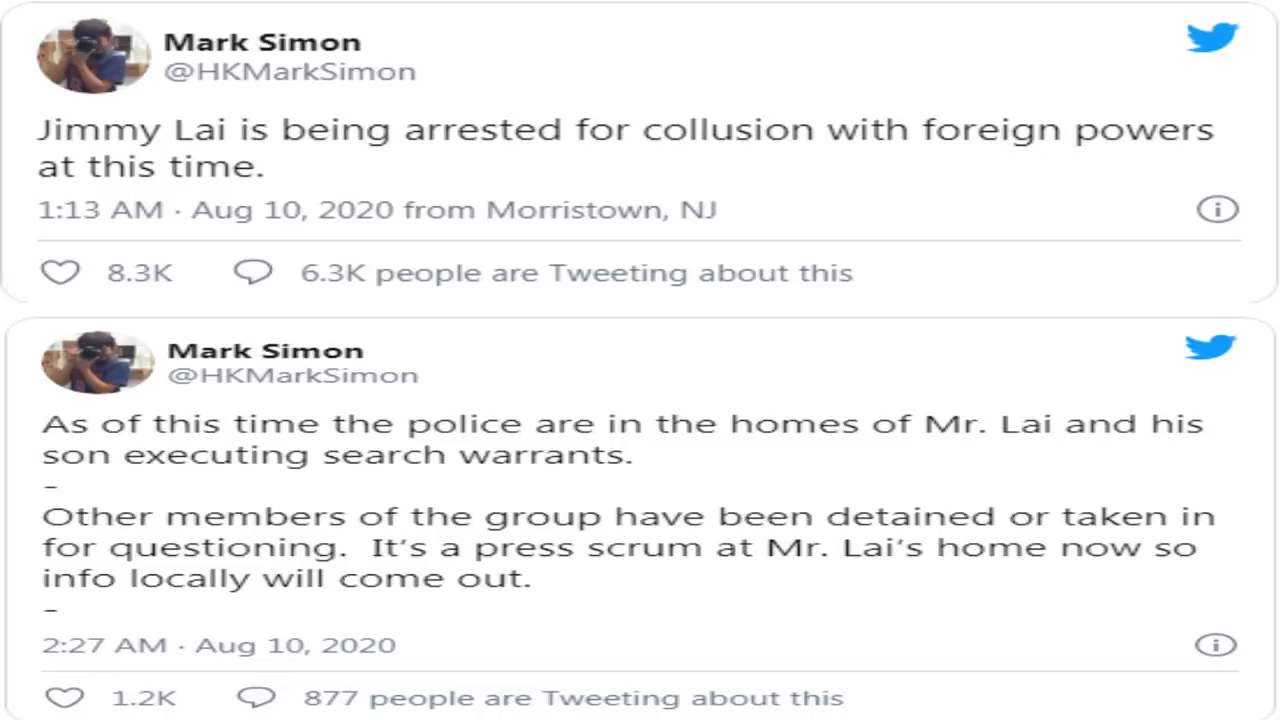 Mark Simon
@HKMarkSimon
Jimmy Lai is being arrested for collusion with foreign powers
at this time.
1:13 AM · Aug 10, 2020 from Morristown, NJ
8.3K 6.3K people are Tweeting about this
Mark Simon
@HKMarkSimon
As of this time the police are in the homes of Mr. Lai and his
son executing search warrants.
-
Other members of the group have been detained or taken in
for questioning.  It’s a press scrum at Mr. Lai’s home now so
info locally will come out.
-
2:27 AM · Aug 10, 2020
1.2K 877 people are Tweeting about this